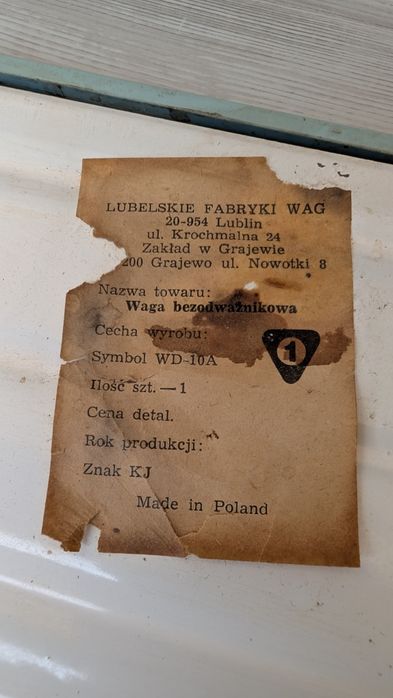 LUBELSKIE FABRYKI WAG
20-954 Lublin
ul. Krochmalna 24
Zakład w Grajewie
200 Grajewo ul. Nowotki 8
Nazwa towaru:
Waga bezodważnikowa
Cecha wyrobu:
1
Symbol WD-10A
Ilość szt. — 1
Cena detal.
Rok produkcji:
Znak KJ
Made in Poland